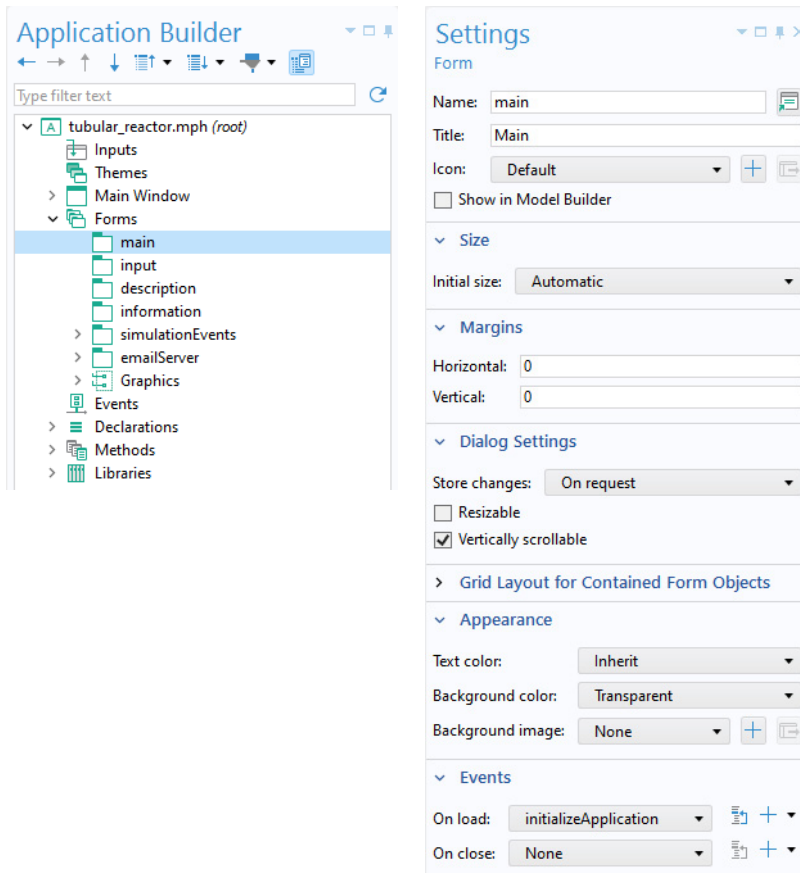 Application Builder
Type filter text
A tubular_reactor.mph (root)
Inputs
Themes
Main Window
Forms
main
input
description
information
simulationEvents
emailServer
Graphics
Events
Declarations
Methods
Libraries
Settings
Form
Name: main
Title: Main
Icon: Default
Show in Model Builder
Size
Initial size: Automatic
Margins
Horizontal: 0
Vertical: 0
Dialog Settings
Store changes: On request
Resizable
Vertically scrollable
Grid Layout for Contained Form Objects
Appearance
Text color: Inherit
Background color: Transparent
Background image: None
Events
On load: initializeApplication
On close: None